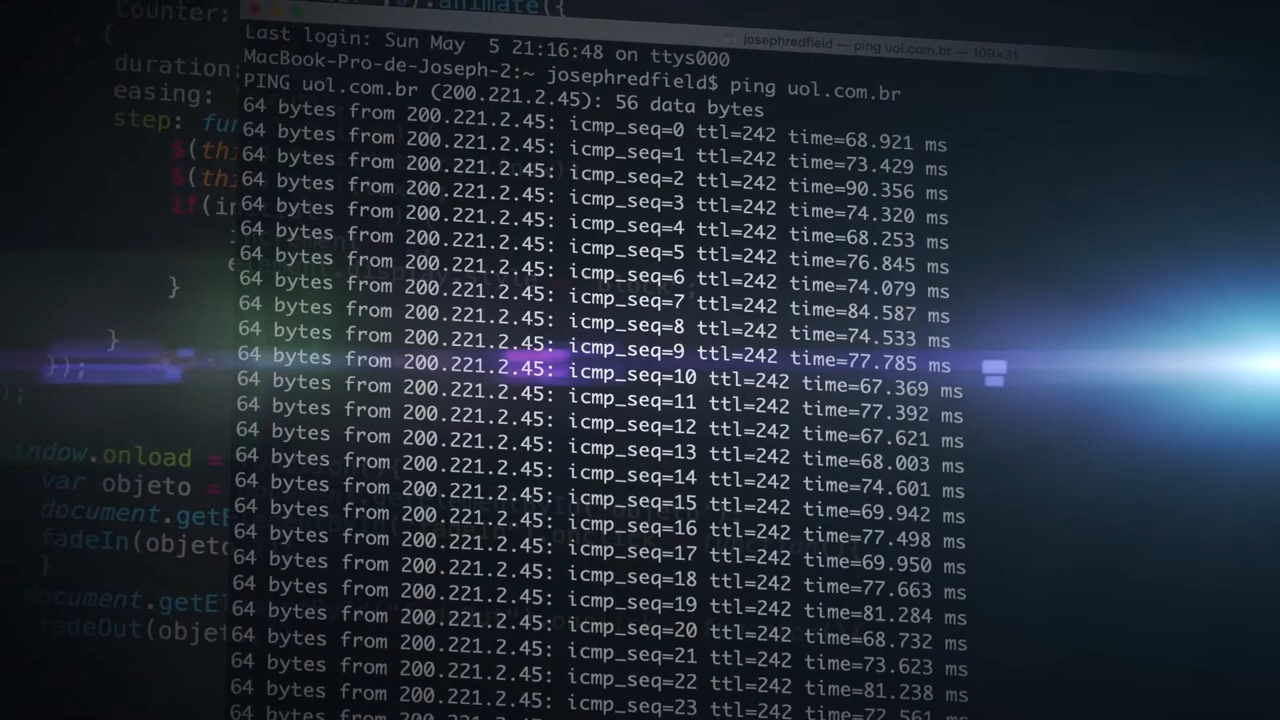 Counter:
).animate({
{
duration:
easing:
step: fun
$(thi
$(thi
if(in
}
}
});
);
window.onload =
var objeto =
document.getE
fadeIn(objeto
}
document.getE
fadeOut(objet
josephredfield — ping uol.com.br — 109×31
Last login: Sun May  5 21:16:48 on ttys000
MacBook-Pro-de-Joseph-2:~ josephredfield$ ping uol.com.br
PING uol.com.br (200.221.2.45): 56 data bytes
64 bytes from 200.221.2.45: icmp_seq=0 ttl=242 time=68.921 ms
64 bytes from 200.221.2.45: icmp_seq=1 ttl=242 time=73.429 ms
64 bytes from 200.221.2.45: icmp_seq=2 ttl=242 time=90.356 ms
64 bytes from 200.221.2.45: icmp_seq=3 ttl=242 time=74.320 ms
64 bytes from 200.221.2.45: icmp_seq=4 ttl=242 time=68.253 ms
64 bytes from 200.221.2.45: icmp_seq=5 ttl=242 time=76.845 ms
64 bytes from 200.221.2.45: icmp_seq=6 ttl=242 time=74.079 ms
64 bytes from 200.221.2.45: icmp_seq=7 ttl=242 time=84.587 ms
64 bytes from 200.221.2.45: icmp_seq=8 ttl=242 time=74.533 ms
64 bytes from 200.221.2.45: icmp_seq=9 ttl=242 time=77.785 ms
64 bytes from 200.221.2.45: icmp_seq=10 ttl=242 time=67.369 ms
64 bytes from 200.221.2.45: icmp_seq=11 ttl=242 time=77.392 ms
64 bytes from 200.221.2.45: icmp_seq=12 ttl=242 time=67.621 ms
64 bytes from 200.221.2.45: icmp_seq=13 ttl=242 time=68.003 ms
64 bytes from 200.221.2.45: icmp_seq=14 ttl=242 time=74.601 ms
64 bytes from 200.221.2.45: icmp_seq=15 ttl=242 time=69.942 ms
64 bytes from 200.221.2.45: icmp_seq=16 ttl=242 time=77.498 ms
64 bytes from 200.221.2.45: icmp_seq=17 ttl=242 time=69.950 ms
64 bytes from 200.221.2.45: icmp_seq=18 ttl=242 time=77.663 ms
64 bytes from 200.221.2.45: icmp_seq=19 ttl=242 time=81.284 ms
64 bytes from 200.221.2.45: icmp_seq=20 ttl=242 time=68.732 ms
64 bytes from 200.221.2.45: icmp_seq=21 ttl=242 time=73.623 ms
64 bytes from 200.221.2.45: icmp_seq=22 ttl=242 time=81.238 ms
64 bytes from 200.221.2.45: icmp_seq=23 ttl=242 time=72.561 ms